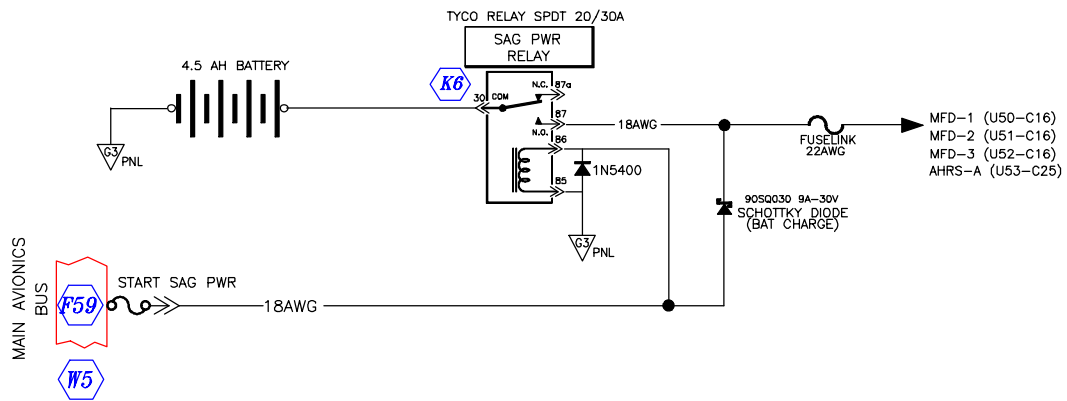 TYCO RELAY SPDT 20/30A
SAG PWR
RELAY
4.5 AH BATTERY
K6
N.C.
87a
30
COM
87
N.O.
86
85
18AWG
FUSELINK
22AWG
MFD-1 (U50-C16)
MFD-2 (U51-C16)
MFD-3 (U52-C16)
AHRS-A (U53-C25)
G3
PNL
1N5400
90SQ030 9A-30V
SCHOTTKY DIODE
(BAT CHARGE)
G3
PNL
MAIN AVIONICS
BUS
F59
START SAG PWR
18AWG
W5